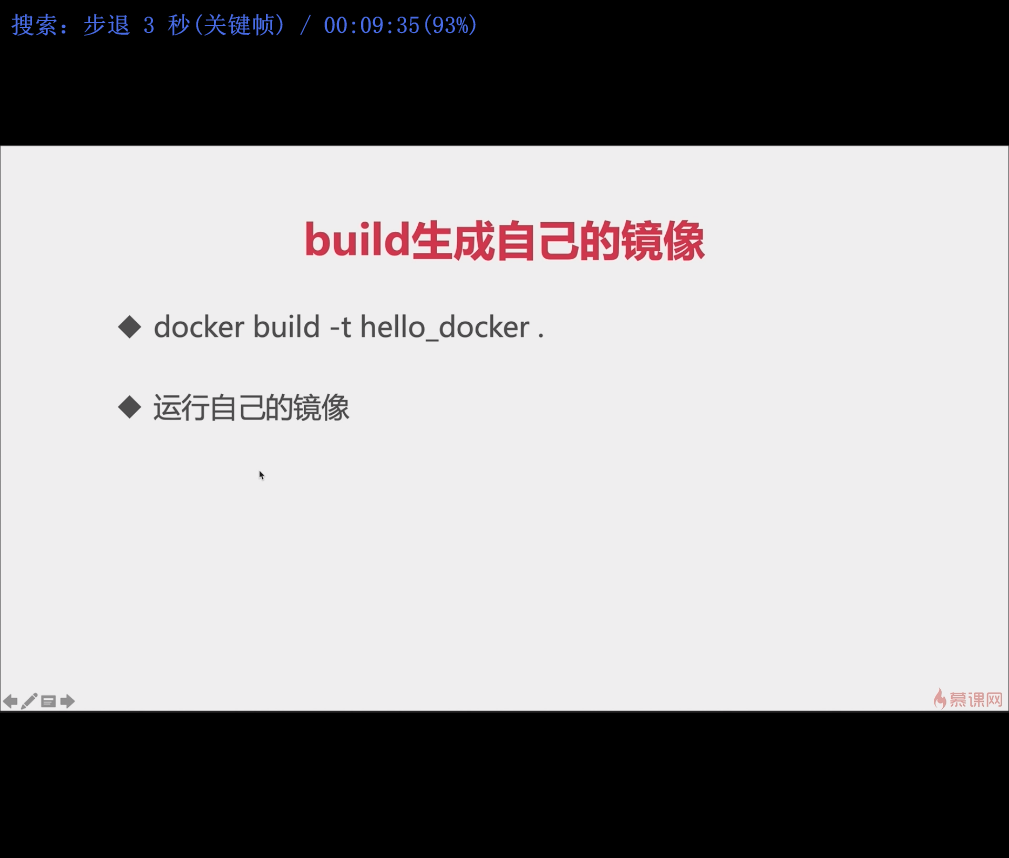 搜索: 步退 3 秒(关键帧) / 00:09:35(93%)
build生成自己的镜像
◆ docker build -t hello_docker .
◆ 运行自己的镜像
慕课网